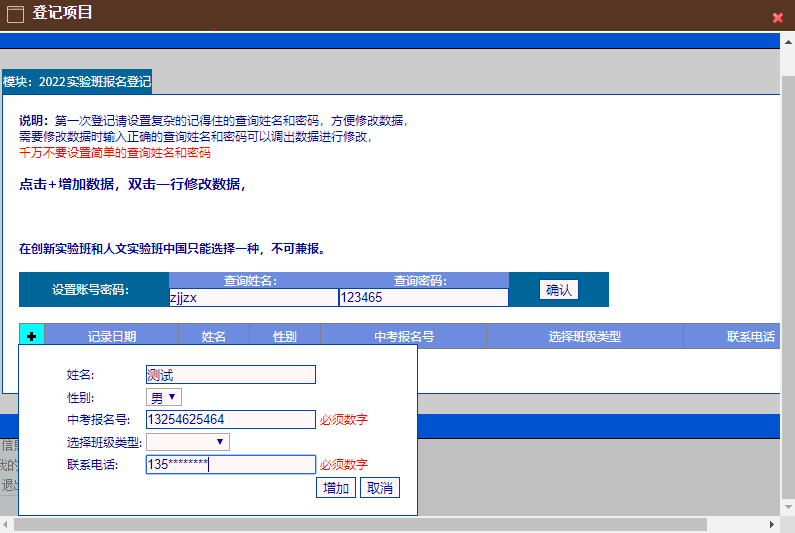 登记项目
模块：2022实验班报名登记
说明：第一次登记请设置复杂的记得住的查询姓名和密码，方便修改数据，
需要修改数据时输入正确的查询姓名和密码可以调出数据进行修改，
千万不要设置简单的查询姓名和密码
点击+增加数据，双击一行修改数据，
在创新实验班和人文实验班中国只能选择一种，不可兼报。
设置账号密码： 查询姓名： 查询密码： 确认
zjjzx 123465
+ 记录日期 姓名 性别 中考报名号 选择班级类型 联系电话
姓名： 测试
性别： 男
中考报名号： 13254625464 必须数字
选择班级类型：
联系电话： 135******** 必须数字
增加 取消
信息
我的
退出